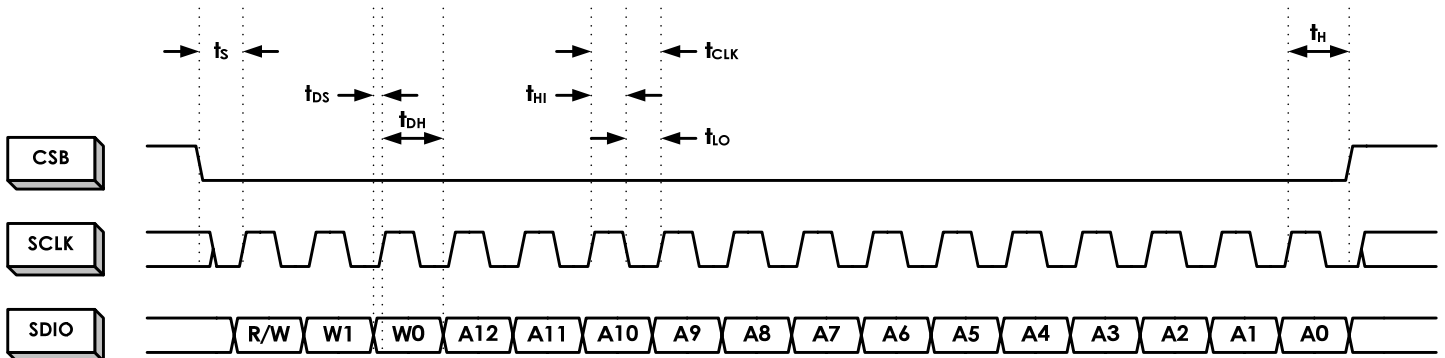 tS
tCLK
tH
tDS
tHI
tDH
tLO
CSB
SCLK
SDIO R/W W1 W0 A12 A11 A10 A9 A8 A7 A6 A5 A4 A3 A2 A1 A0